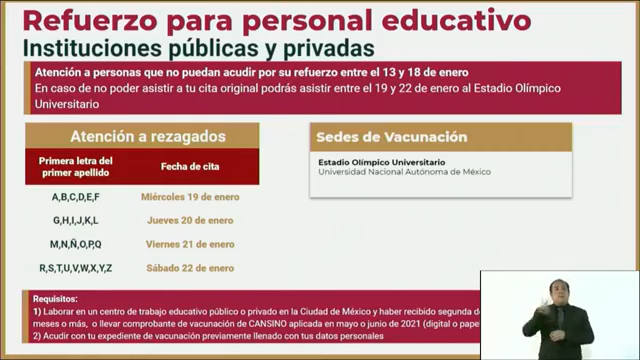 Refuerzo para personal educativo
Instituciones públicas y privadas
Atención a personas que no puedan acudir por su refuerzo entre el 13 y 18 de enero
En caso de no poder asistir a tu cita original podrás asistir entre el 19 y 22 de enero al Estadio Olímpico
Universitario
Atención a rezagados
Primera letra del
primer apellido
Fecha de cita
A,B,C,D,E,F Miércoles 19 de enero
G,H,I,J,K,L Jueves 20 de enero
M,N,Ñ,O,P,Q Viernes 21 de enero
R,S,T,U,V,W,X,Y,Z Sábado 22 de enero
Sedes de Vacunación
Estadio Olímpico Universitario
Universidad Nacional Autónoma de México
Requisitos:
1) Laborar en un centro de trabajo educativo público o privado en la Ciudad de México y haber recibido segunda
meses o más, o llevar comprobante de vacunación de CANSINO aplicada en mayo o junio de 2021 (digital o
2) Acudir con tu expediente de vacunación previamente llenado con tus datos personales